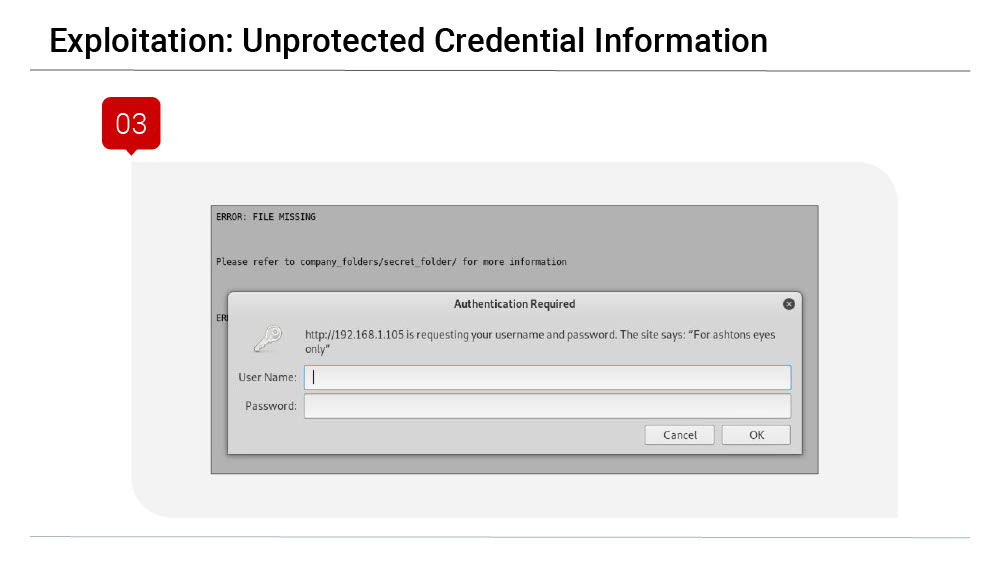 Exploitation: Unprotected Credential Information
03
ERROR: FILE MISSING
Please refer to company_folders/secret_folder/ for more information
Authentication Required
http://192.168.1.105 is requesting your username and password. The site says: "For ashtons eyes
only"
User Name:
Password:
Cancel OK